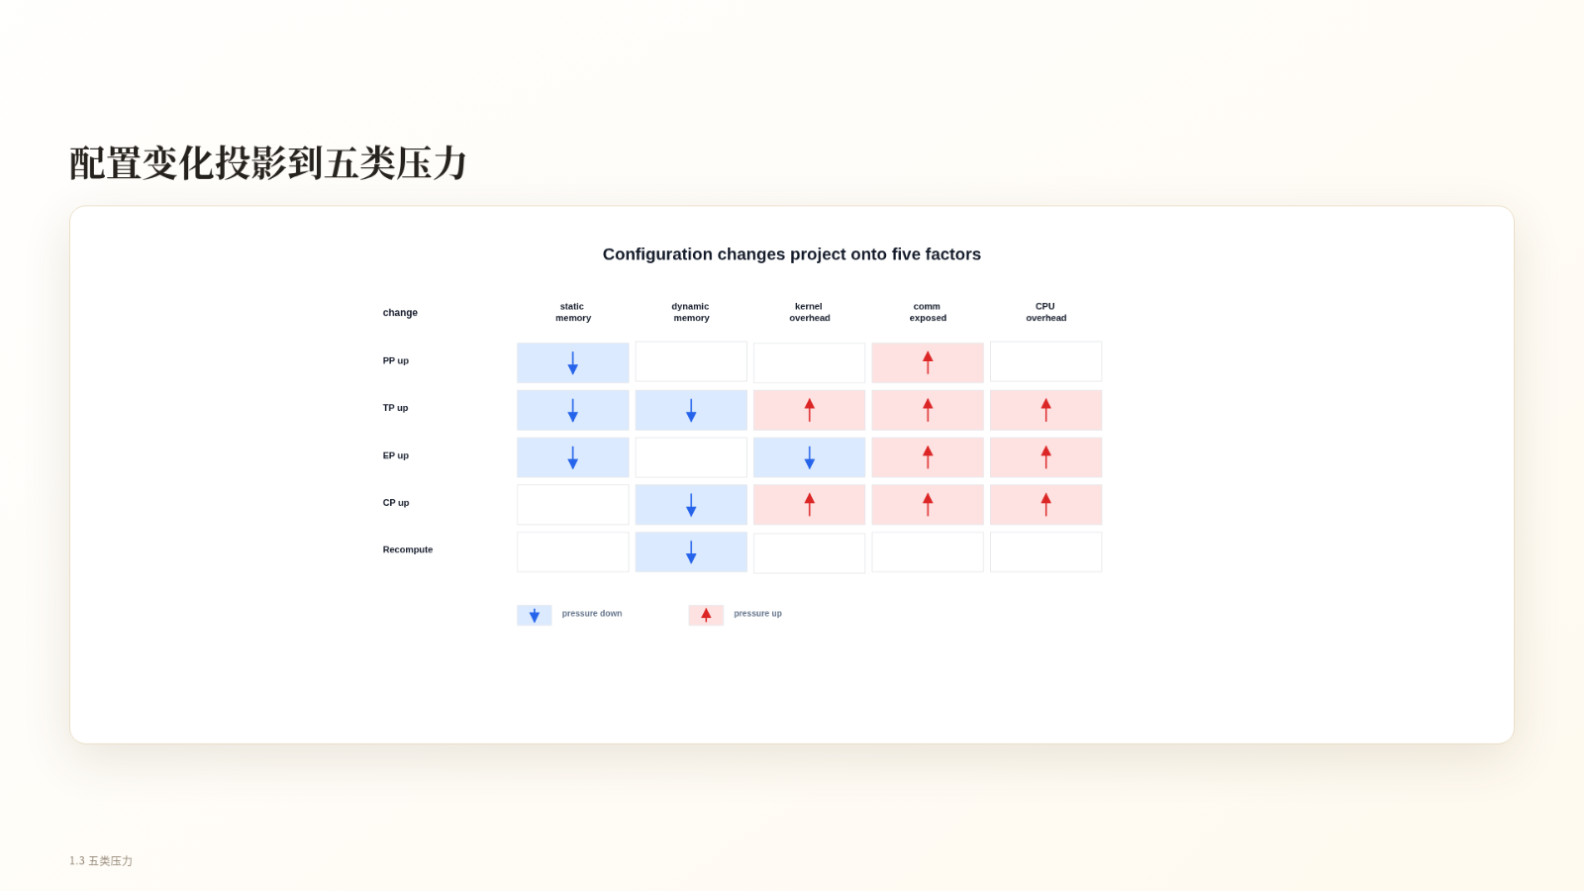 配置变化投影到五类压力
Configuration changes project onto five factors
change
static
memory
dynamic
memory
kernel
overhead
comm
exposed
CPU
overhead
PP up
TP up
EP up
CP up
Recompute
pressure down
pressure up
1.3 五类压力